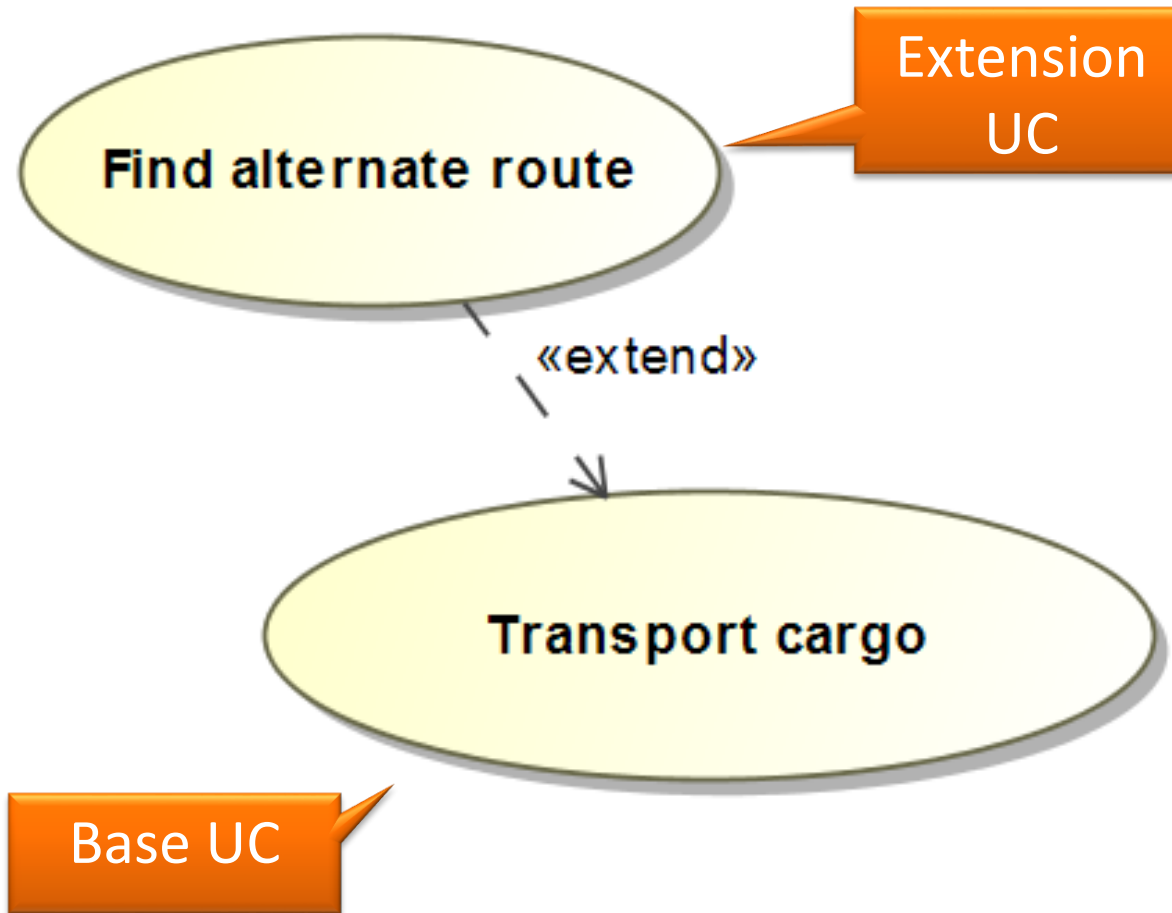 Extension
UC
Find alternate route
«extend»
Transport cargo
Base UC